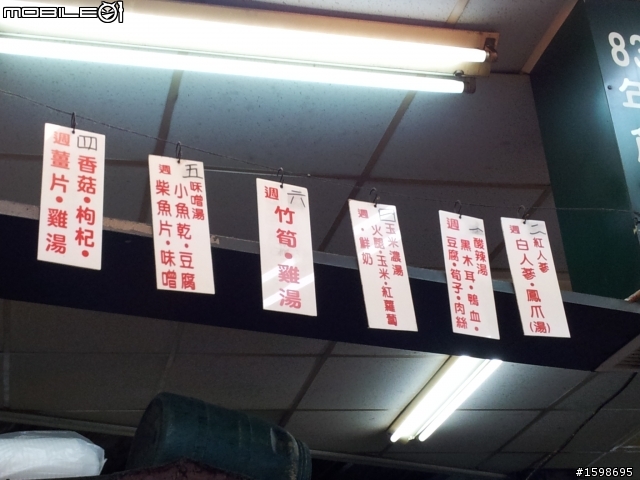 MOBILE01
83
年
週四
香菇•枸杞•
薑片•雞湯
週五
味噌湯
小魚乾•豆腐
柴魚片•味噌
週六
竹筍•雞湯
週
玉米濃湯
火腿•玉米•紅蘿蔔
•鮮奶
週一
酸辣湯
黑木耳•鴨血•
豆腐•筍子•肉絲
週二
紅人蔘
白人蔘•鳳爪(湯)
#1598695